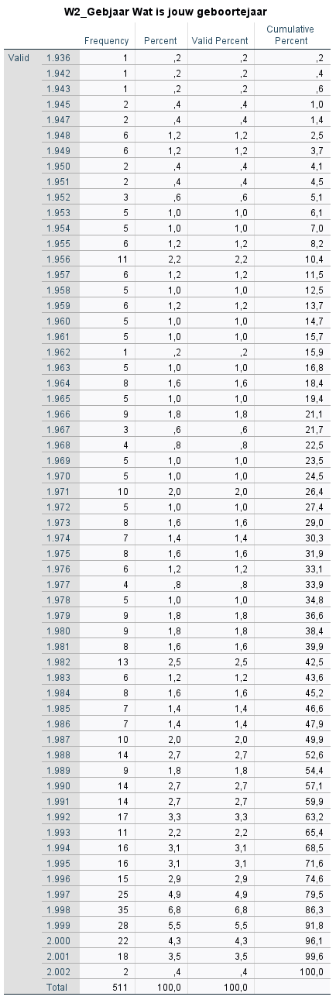 W2_Gebjaar Wat is jouw geboortejaar
Frequency Percent Valid Percent Cumulative Percent
Valid 1.936 1 ,2 ,2 ,2
1.942 1 ,2 ,2 ,4
1.943 1 ,2 ,2 ,6
1.945 2 ,4 ,4 1,0
1.947 2 ,4 ,4 1,4
1.948 6 1,2 1,2 2,5
1.949 6 1,2 1,2 3,7
1.950 2 ,4 ,4 4,1
1.951 2 ,4 ,4 4,5
1.952 3 ,6 ,6 5,1
1.953 5 1,0 1,0 6,1
1.954 5 1,0 1,0 7,0
1.955 6 1,2 1,2 8,2
1.956 11 2,2 2,2 10,4
1.957 6 1,2 1,2 11,5
1.958 5 1,0 1,0 12,5
1.959 6 1,2 1,2 13,7
1.960 5 1,0 1,0 14,7
1.961 5 1,0 1,0 15,7
1.962 1 ,2 ,2 15,9
1.963 5 1,0 1,0 16,8
1.964 8 1,6 1,6 18,4
1.965 5 1,0 1,0 19,4
1.966 9 1,8 1,8 21,1
1.967 3 ,6 ,6 21,7
1.968 4 ,8 ,8 22,5
1.969 5 1,0 1,0 23,5
1.970 5 1,0 1,0 24,5
1.971 10 2,0 2,0 26,4
1.972 5 1,0 1,0 27,4
1.973 8 1,6 1,6 29,0
1.974 7 1,4 1,4 30,3
1.975 8 1,6 1,6 31,9
1.976 6 1,2 1,2 33,1
1.977 4 ,8 ,8 33,9
1.978 5 1,0 1,0 34,8
1.979 9 1,8 1,8 36,6
1.980 9 1,8 1,8 38,4
1.981 8 1,6 1,6 39,9
1.982 13 2,5 2,5 42,5
1.983 6 1,2 1,2 43,6
1.984 8 1,6 1,6 45,2
1.985 7 1,4 1,4 46,6
1.986 7 1,4 1,4 47,9
1.987 10 2,0 2,0 49,9
1.988 14 2,7 2,7 52,6
1.989 9 1,8 1,8 54,4
1.990 14 2,7 2,7 57,1
1.991 14 2,7 2,7 59,9
1.992 17 3,3 3,3 63,2
1.993 11 2,2 2,2 65,4
1.994 16 3,1 3,1 68,5
1.995 16 3,1 3,1 71,6
1.996 15 2,9 2,9 74,6
1.997 25 4,9 4,9 79,5
1.998 35 6,8 6,8 86,3
1.999 28 5,5 5,5 91,8
2.000 22 4,3 4,3 96,1
2.001 18 3,5 3,5 99,6
2.002 2 ,4 ,4 100,0
Total 511 100,0 100,0